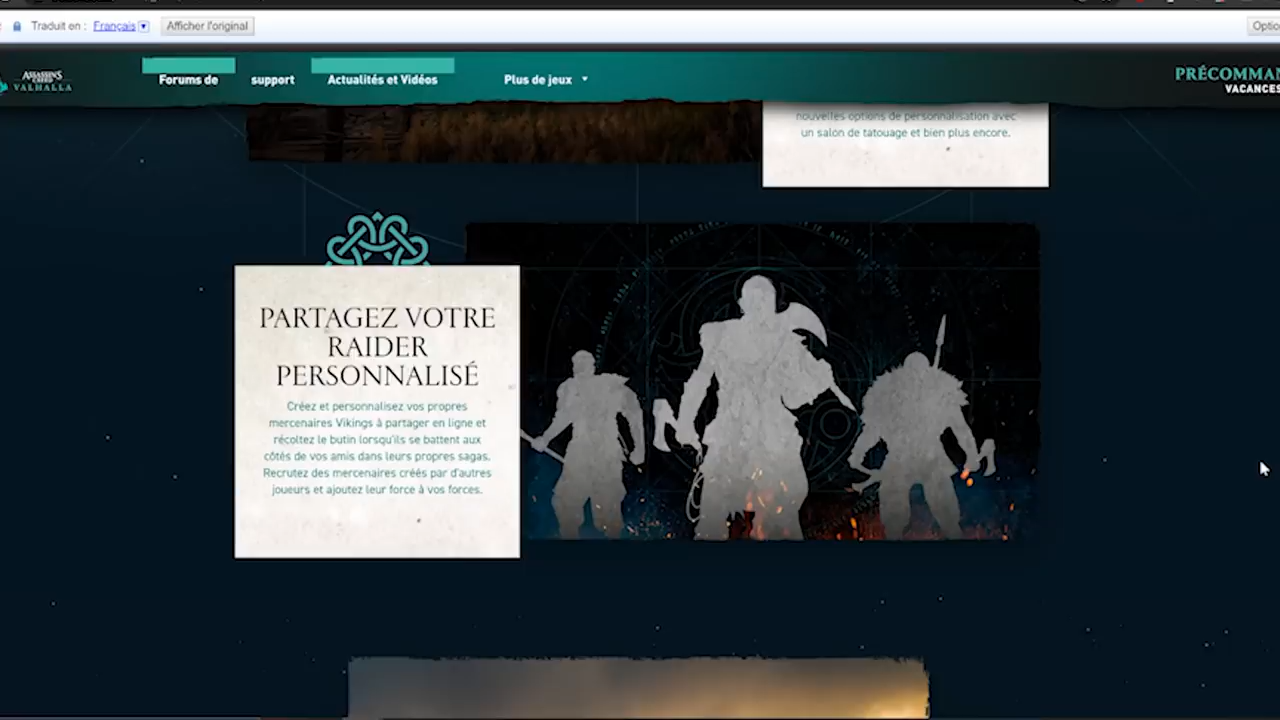 Traduit en : Français Afficher l'original
ASSASSIN'S
CREED
VALHALLA
Forums de support Actualités et Vidéos Plus de jeux
VACANCES
nouvelles options de personnalisation avec
un salon de tatouage et bien plus encore.
PARTAGEZ VOTRE
RAIDER
PERSONNALISÉ
Créez et personnalisez vos propres
mercenaires Vikings à partager en ligne et
récoltez le butin lorsqu'ils se battent aux
côtés de vos amis dans leurs propres sagas.
Recrutez des mercenaires créés par d'autres
joueurs et ajoutez leur force à vos forces.